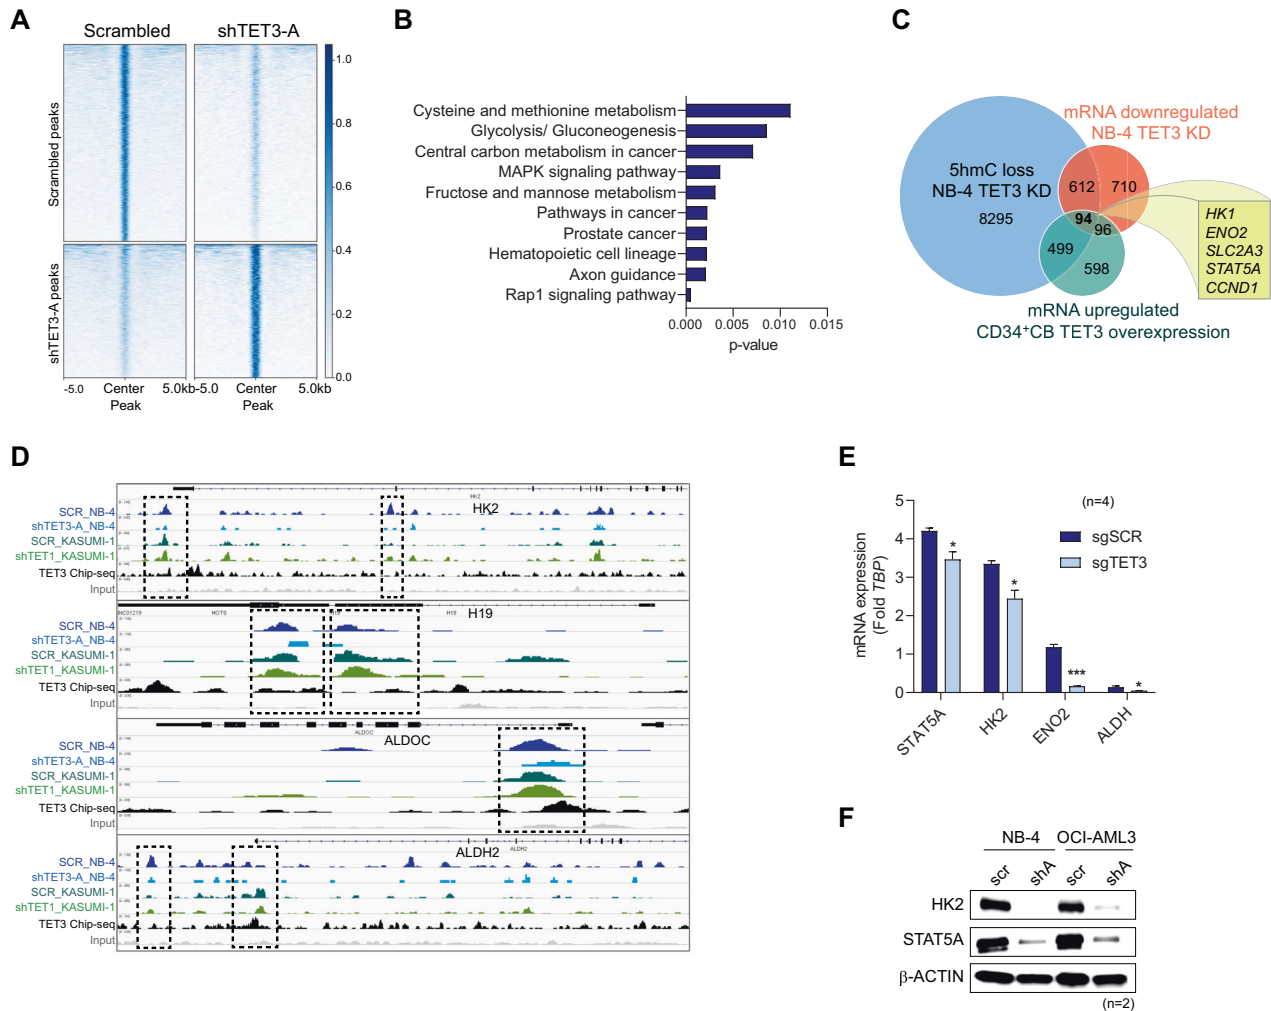 A
Scrambled
shTET3-A
Scrambled peaks
shTET3-A peaks
1.0
0.8
0.6
0.4
0.2
0.0
-5.0
Center
Peak
5.0kb
-5.0
Center
Peak
5.0kb
B
Cysteine and methionine metabolism
Glycolysis/ Gluconeogenesis
Central carbon metabolism in cancer
MAPK signaling pathway
Fructose and mannose metabolism
Pathways in cancer
Prostate cancer
Hematopoietic cell lineage
Axon guidance
Rap1 signaling pathway
0.000
0.005
0.010
0.015
p-value
C
mRNA downregulated
NB-4 TET3 KD
5hmC loss
NB-4 TET3 KD
8295
612
710
94
96
499
598
HK1
ENO2
SLC2A3
STAT5A
CCND1
mRNA upregulated
CD34+CB TET3 overexpression
D
HK2
HK2
SCR_NB-4
shTET3-A_NB-4
SCR_KASUMI-1
shTET1_KASUMI-1
TET3 Chip-seq
Input
HOTS
H19
H19
SCR_NB-4
shTET3-A_NB-4
SCR_KASUMI-1
shTET1_KASUMI-1
TET3 Chip-seq
Input
ALDOC
ALDOC
SCR_NB-4
shTET3-A_NB-4
SCR_KASUMI-1
shTET1_KASUMI-1
TET3 Chip-seq
Input
ALDH2
ALDH2
SCR_NB-4
shTET3-A_NB-4
SCR_KASUMI-1
shTET1_KASUMI-1
TET3 Chip-seq
Input
E
mRNA expression
(Fold TBP)
5
4
3
2
1
0
(n=4)
sgSCR
sgTET3
*
*
***
*
STAT5A
HK2
ENO2
ALDH
F
NB-4
OCI-AML3
scr
shA
scr
shA
HK2
STAT5A
β-ACTIN
(n=2)